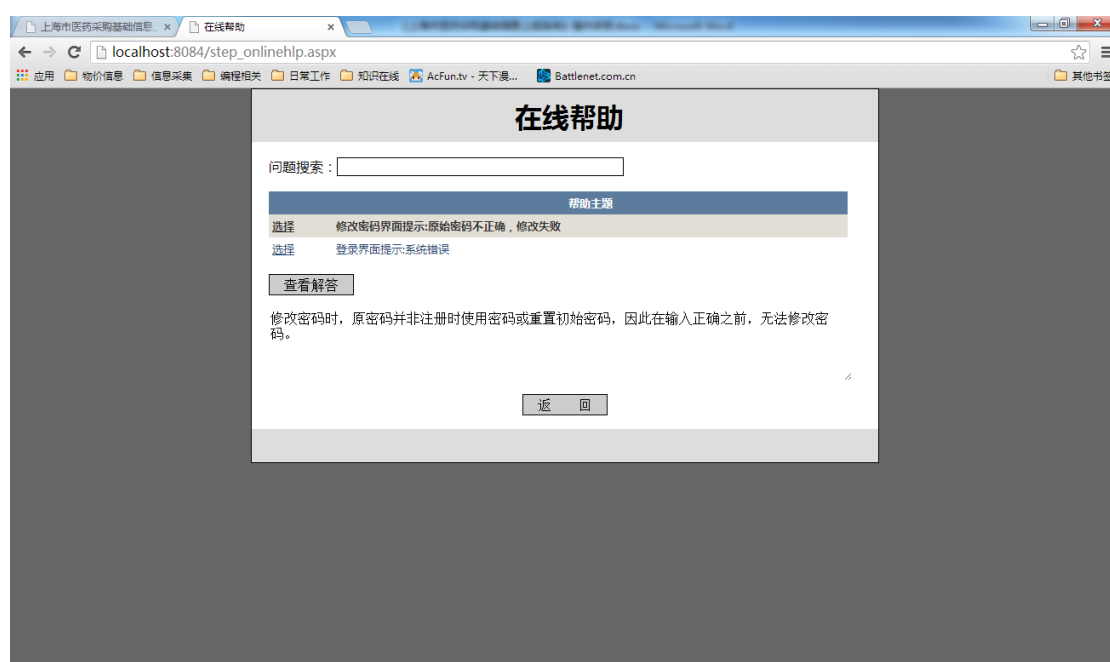 上海市医药采购基础信息
在线帮助
localhost:8084/step_onlinehlp.aspx
应用 物价信息 信息采集 编程相关 日常工作 知识在线 AcFun.tv - 天下漫... Battlenet.com.cn 其他书签
在线帮助
问题搜索：
帮助主题
选择 修改密码界面提示:原始密码不正确，修改失败
选择 登录界面提示:系统错误
查看解答
修改密码时，原密码并非注册时使用密码或重置初始密码，因此在输入正确之前，无法修改密
码。
返 回